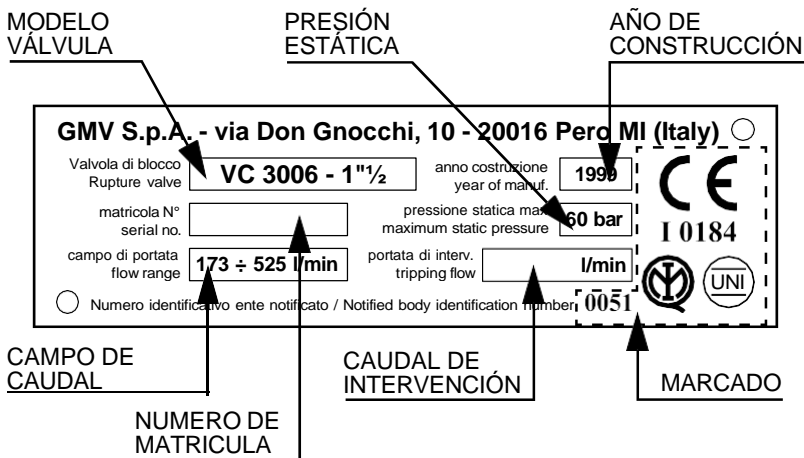 MODELO
VÁLVULA
PRESIÓN
ESTÁTICA
AÑO DE
CONSTRUCCIÓN
GMV S.p.A. - via Don Gnocchi, 10 - 20016 Pero MI (Italy)
Valvola di blocco
Rupture valve
VC 3006 - 1"½
anno costruzione
year of manuf.
1999
CE
matricola N°
serial no.
pressione statica max
maximum static pressure
60 bar
I 0184
campo di portata
flow range
173 ÷ 525 l/min
portata di interv.
tripping flow
l/min
UNI
Numero identificativo ente notificato / Notified body identification number
0051
CAMPO DE
CAUDAL
CAUDAL DE
INTERVENCIÓN
MARCADO
NUMERO DE
MATRICULA